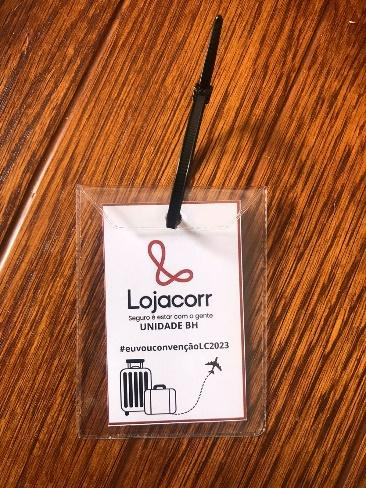 Lojacorr
Seguro é estar com a gente
UNIDADE BH
#euvouconvençãoLC2023